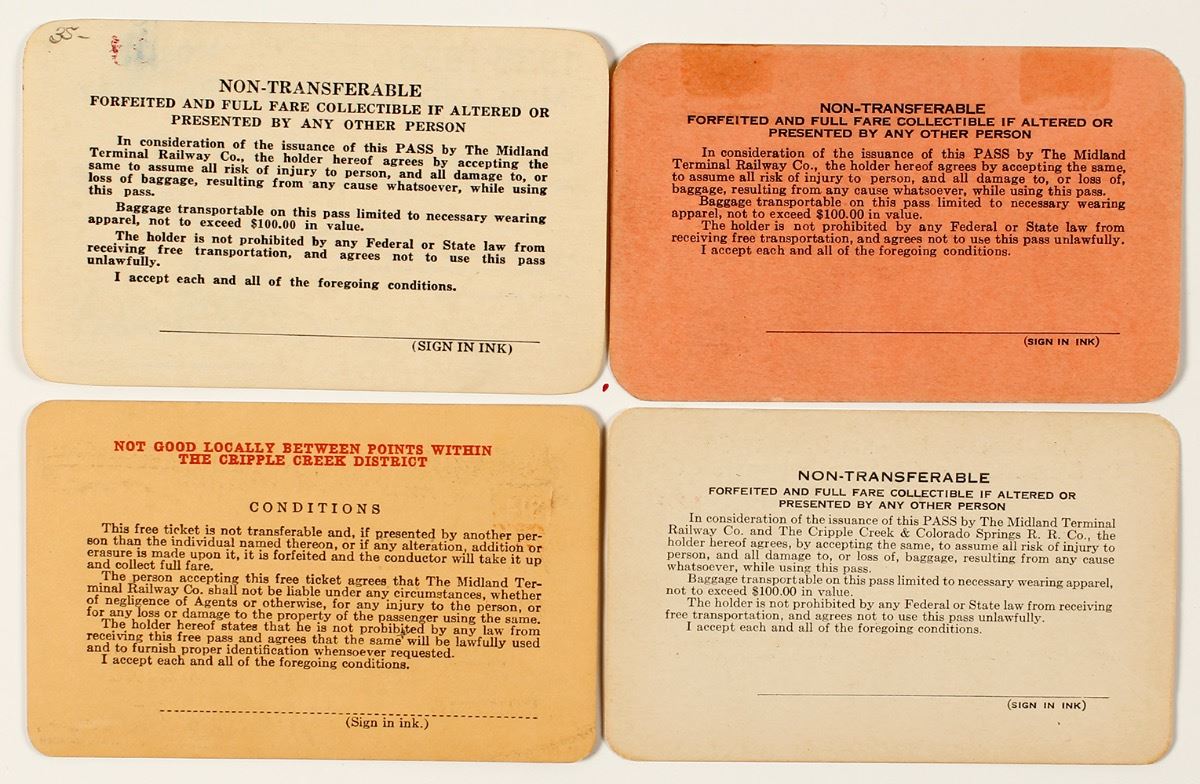 35-
NON-TRANSFERABLE
FORFEITED AND FULL FARE COLLECTIBLE IF ALTERED OR
PRESENTED BY ANY OTHER PERSON
In consideration of the issuance of this PASS by The Midland
Terminal Railway Co., the holder hereof agrees by accepting the
same to assume all risk of injury to person, and all damage to, or
loss of baggage, resulting from any cause whatsoever, while using
this pass.
Baggage transportable on this pass limited to necessary wearing
apparel, not to exceed $100.00 in value.
The holder is not prohibited by any Federal or State law from
receiving free transportation, and agrees not to use this pass
unlawfully.
I accept each and all of the foregoing conditions.
(SIGN IN INK)
NON-TRANSFERABLE
FORFEITED AND FULL FARE COLLECTIBLE IF ALTERED OR
PRESENTED BY ANY OTHER PERSON
In consideration of the issuance of this PASS by The Midland
Terminal Railway Co., the holder hereof agrees by accepting the same,
to assume all risk of injury to person, and all damage to, or loss of,
baggage, resulting from any cause whatsoever, while using this pass.
Baggage transportable on this pass limited to necessary wearing
apparel, not to exceed $100.00 in value.
The holder is not prohibited by any Federal or State law from
receiving free transportation, and agrees not to use this pass unlawfully.
I accept each and all of the foregoing conditions.
(SIGN IN INK)
NOT GOOD LOCALLY BETWEEN POINTS WITHIN
THE CRIPPLE CREEK DISTRICT
CONDITIONS
This free ticket is not transferable and, if presented by another per-
son than the individual named thereon, or if any alteration, addition or
erasure is made upon it, it is forfeited and the conductor will take it up
and collect full fare.
The person accepting this free ticket agrees that The Midland Ter-
minal Railway Co. shall not be liable under any circumstances, whether
of negligence of Agents or otherwise, for any injury to the person, or
for any loss or damage to the property of the passenger using the same.
The holder hereof states that he is not prohibited by any law from
receiving this free pass and agrees that the same will be lawfully used
and to furnish proper identification whensoever requested.
I accept each and all of the foregoing conditions.
(Sign in ink.)
NON-TRANSFERABLE
FORFEITED AND FULL FARE COLLECTIBLE IF ALTERED OR
PRESENTED BY ANY OTHER PERSON
In consideration of the issuance of this PASS by The Midland Terminal
Railway Co. and The Cripple Creek & Colorado Springs R. R. Co., the
holder hereof agrees, by accepting the same, to assume all risk of injury to
person, and all damage to, or loss of, baggage, resulting from any cause
whatsoever, while using this pass.
Baggage transportable on this pass limited to necessary wearing apparel,
not to exceed $100.00 in value.
The holder is not prohibited by any Federal or State law from receiving
free transportation, and agrees not to use this pass unlawfully.
I accept each and all of the foregoing conditions.
(SIGN IN INK)